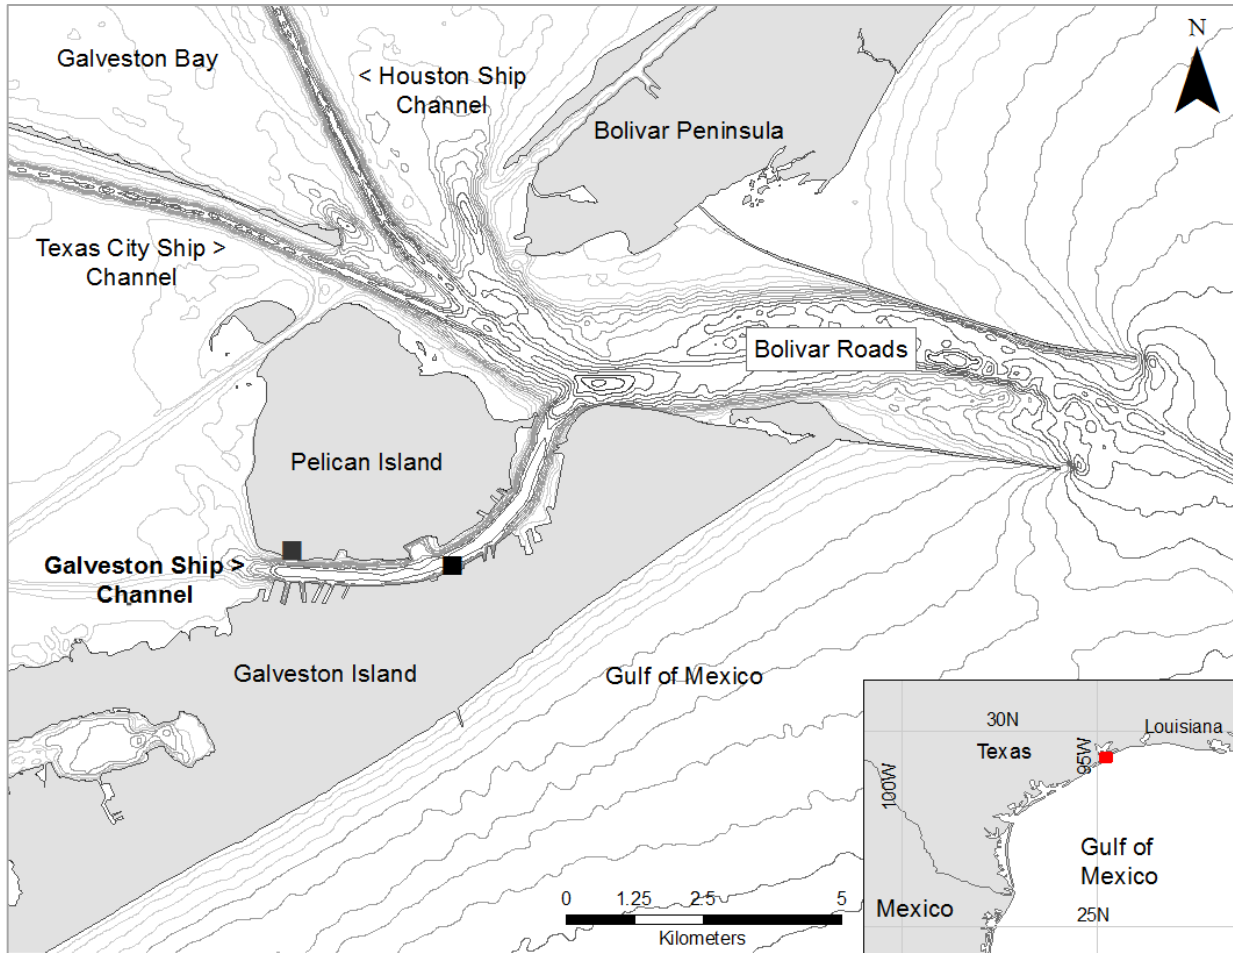 Galveston Bay
< Houston Ship
Channel
N
Bolivar Peninsula
Texas City Ship >
Channel
Bolivar Roads
Pelican Island
Galveston Ship >
Channel
Galveston Island
Gulf of Mexico
0 1.25 2.5 5
Kilometers
30N
Louisiana
Texas
95W
100W
Gulf of
Mexico
Mexico
25N